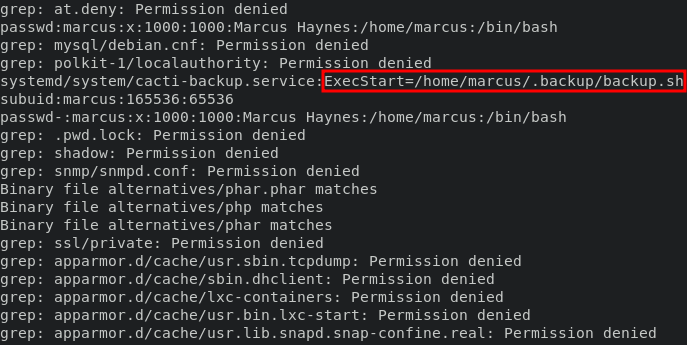 grep: at.deny: Permission denied
passwd:marcus:x:1000:1000:Marcus Haynes:/home/marcus:/bin/bash
grep: mysql/debian.cnf: Permission denied
grep: polkit-1/localauthority: Permission denied
systemd/system/cacti-backup.service:ExecStart=/home/marcus/.backup/backup.sh
subuid:marcus:165536:65536
passwd-:marcus:x:1000:1000:Marcus Haynes:/home/marcus:/bin/bash
grep: .pwd.lock: Permission denied
grep: shadow: Permission denied
grep: snmp/snmpd.conf: Permission denied
Binary file alternatives/phar.phar matches
Binary file alternatives/php matches
Binary file alternatives/phar matches
grep: ssl/private: Permission denied
grep: apparmor.d/cache/usr.sbin.tcpdump: Permission denied
grep: apparmor.d/cache/sbin.dhclient: Permission denied
grep: apparmor.d/cache/lxc-containers: Permission denied
grep: apparmor.d/cache/usr.bin.lxc-start: Permission denied
grep: apparmor.d/cache/usr.lib.snapd.snap-confine.real: Permission denied